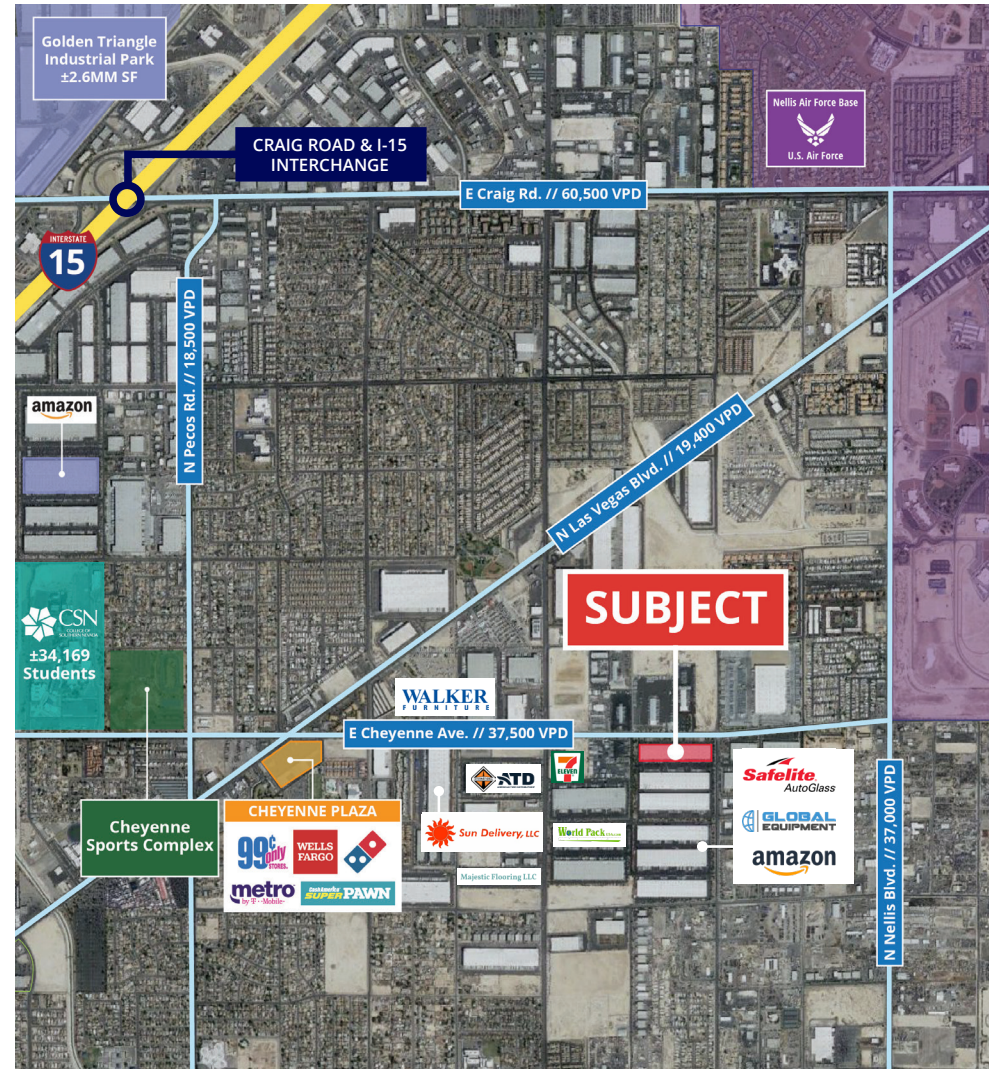 Golden Triangle
Industrial Park
±2.6MM SF
CRAIG ROAD & I-15
INTERCHANGE
Nellis Air Force Base
U.S. Air Force
E Craig Rd. // 60,500 VPD
INTERSTATE
15
N Pecos Rd. // 18,500 VPD
amazon
N Las Vegas Blvd. // 19,400 VPD
CSN
COLLEGE OF
SOUTHERN NEVADA
±34,169
Students
SUBJECT
WALKER
FURNITURE
E Cheyenne Ave. // 37,500 VPD
ATD
7
ELEVEN
Safelite
AutoGlass
GLOBAL
EQUIPMENT
amazon
N Nellis Blvd. // 37,000 VPD
Cheyenne
Sports Complex
CHEYENNE PLAZA
99¢ only
STORES.
WELLS
FARGO
metro
by T-Mobile
SUPERPAWN
Sun Delivery, LLC
World Pack
Majestic Flooring LLC